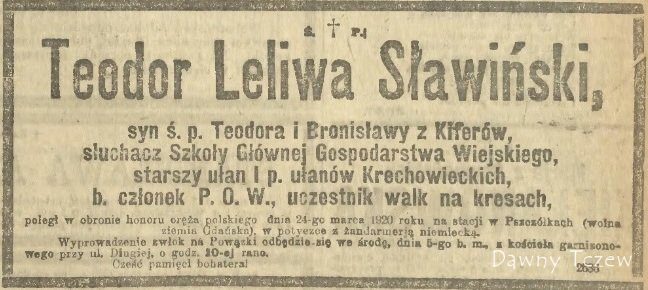 Ś. † P.
Teodor Leliwa Sławiński,
syn ś. p. Teodora i Bronisławy z Kiferów,
słuchacz Szkoły Głównej Gospodarstwa Wiejskiego,
starszy ułan I p. ułanów Krechowieckich,
b. członek P. O. W., uczestnik walk na kresach,
poległ w obronie honoru oręża polskiego dnia 24-go marca 1920 roku na stacji w Pszczółkach (wolna
ziemia Gdańska), w potyczce z żandarmerją niemiecką.
Wyprowadzenie zwłok na Powązki odbędzie się we środę, dnia 5-go b. m., z kościoła garnizono-
wego przy ul. Długiej, o godz. 10-ej rano.
Cześć pamięci bohatera!
Dawny Tczew